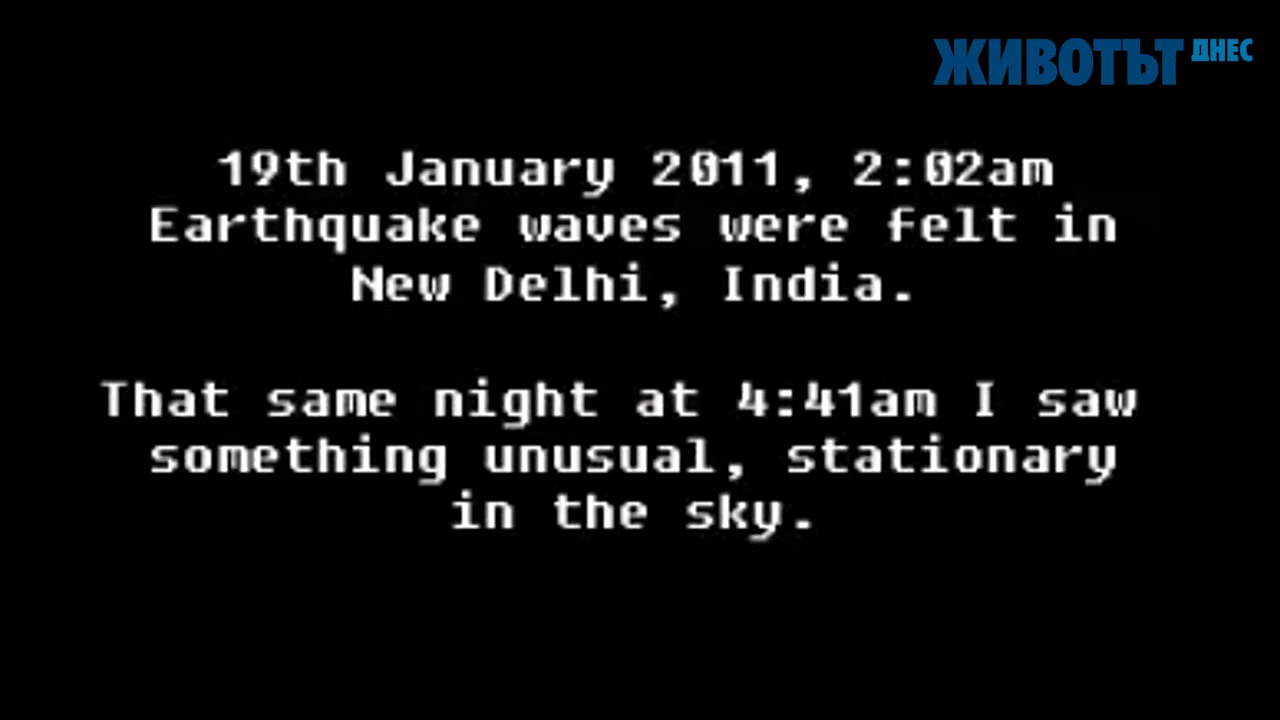 ЖИВОТЪТ ДНЕС
19th January 2011, 2:02am
Earthquake waves were felt in
New Delhi, India.
That same night at 4:41am I saw
something unusual, stationary
in the sky.